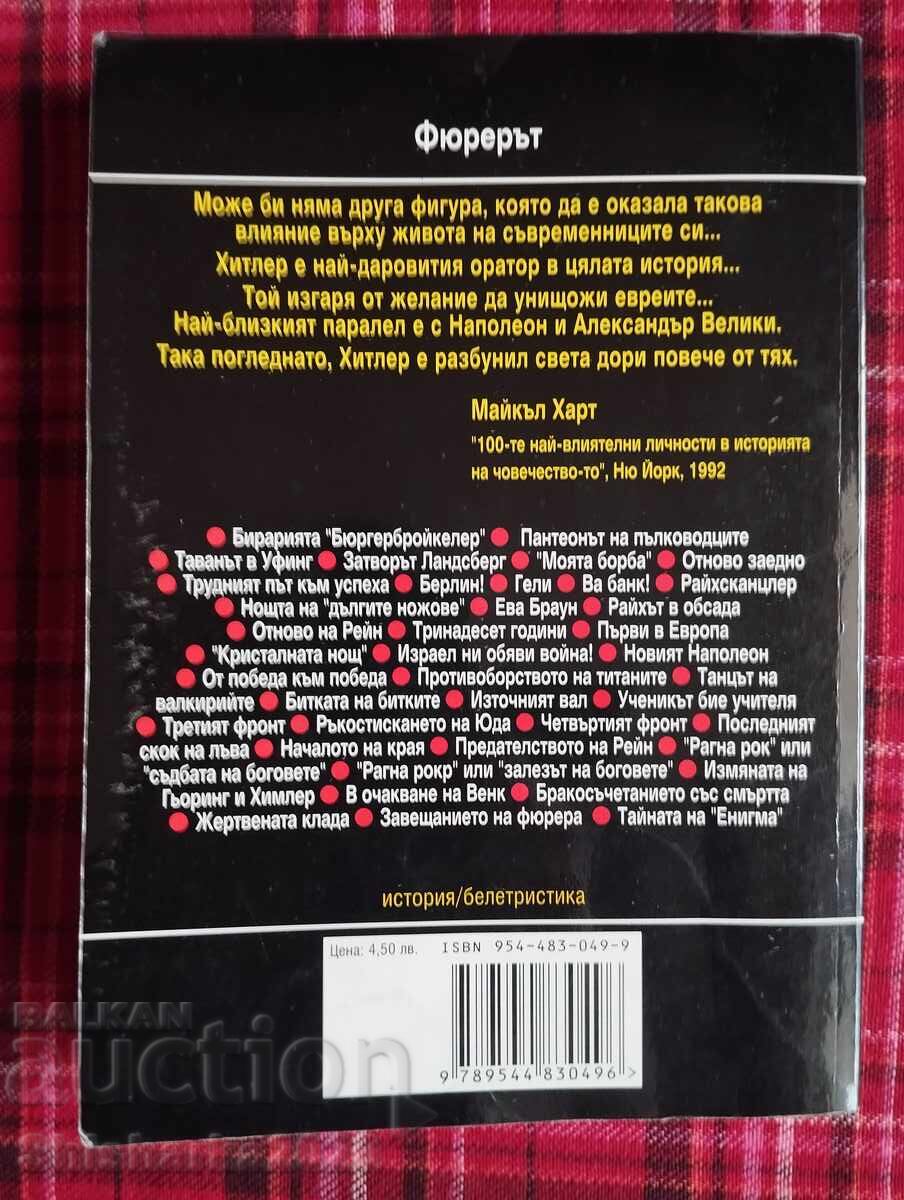 Фюрерът
Може би няма друга фигура, която да е оказала такова
влияние върху живота на съвременниците си...
Хитлер е най-даровития оратор в цялата история...
Той изгаря от желание да унищожи евреите...
Най-близкият паралел е с Наполеон и Александър Велики.
Така погледнато, Хитлер е разбунил света дори повече от тях.
Майкъл Харт
"100-те най-влиятелни личности в историята
на човечество-то", Ню Йорк, 1992
● Бирарията "Бюргербройкелер" ● Пантеонът на пълководците
● Таванът в Уфинг ● Затворът Ландсберг ● "Моята борба" ● Отново заедно
● Трудният път към успеха ● Берлин! ● Гели ● Ва банк! ● Райхсканцлер
● Нощта на "дългите ножове" ● Ева Браун ● Райхът в обсада
● Отново на Рейн ● Тринадесет години ● Първи в Европа
● "Кристалната нощ" ● Израел ни обяви война! ● Новият Наполеон
● От победа към победа ● Противоборството на титаните ● Танцът на
валкирийте ● Битката на битките ● Източният вал ● Ученикът бие учителя
● Третият фронт ● Ръкостискането на Юда ● Четвъртият фронт ● Последният
скок на лъва ● Началото на края ● Предателството на Рейн ● "Рагна рок" или
"съдбата на боговете" ● "Рагна рокр" или "залезът на боговете" ● Измяната на
Гьоринг и Химлер ● В очакване на Венк ● Бракосъчетанието със смъртта
● Жертвената клада ● Завещанието на фюрера ● Тайната на "Енигма"
история/белетристика
Цена: 4,50 лв. ISBN 954-483-049-9
9 789544 830496 >
BALKAN
auction